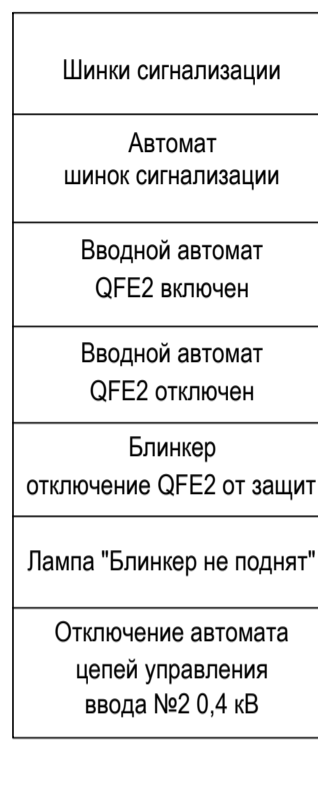 Шинки сигнализации
Автомат
шинок сигнализации
Вводной автомат
QFE2 включен
Вводной автомат
QFE2 отключен
Блинкер
отключение QFE2 от защит
Лампа "Блинкер не поднят"
Отключение автомата
цепей управления
ввода №2 0,4 кВ